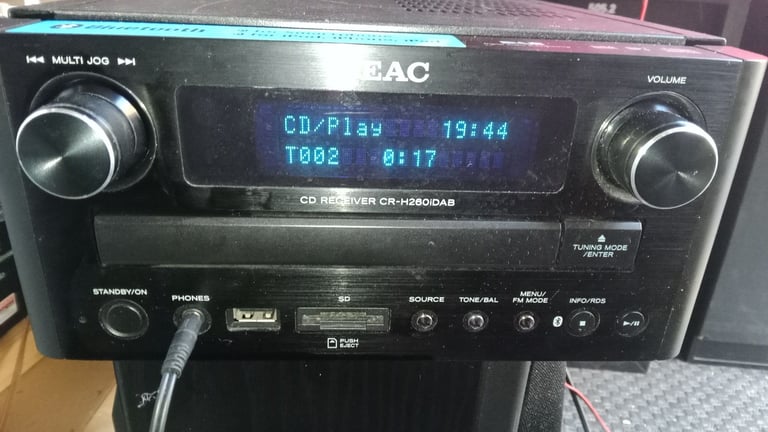 Bluetooth
MULTI JOG
EAC
VOLUME
CD/Play 19:44
T002 0:17
CD RECEIVER CR-H260iDAB
TUNING MODE
/ENTER
STANDBY/ON
PHONES
SD
PUSH
EJECT
SOURCE
TONE/BAL
MENU/
FM MODE
INFO/RDS